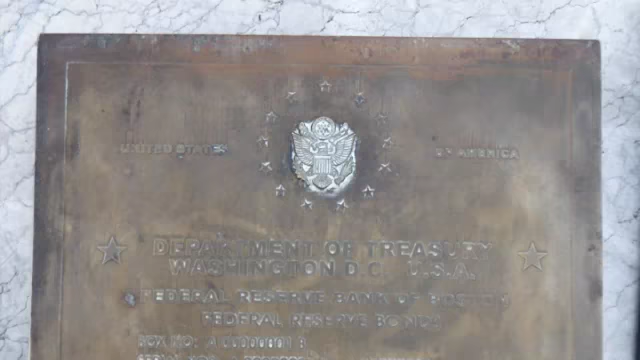 UNITED STATES OF AMERICA
DEPARTMENT OF TREASURY
WASHINGTON D.C. U.S.A.
FEDERAL RESERVE BANK OF BOSTON
FEDERAL RESERVE BONDS
BOX NO: A